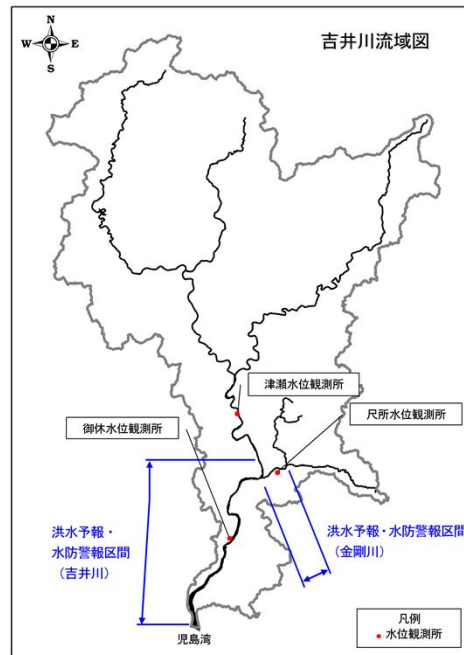 吉井川流域図
N
W E
S
津瀬水位観測所
尺所水位観測所
御休水位観測所
洪水予報・
水防警報区間
(吉井川)
洪水予報・水防警報区間
(金剛川)
児島湾
凡例
水位観測所